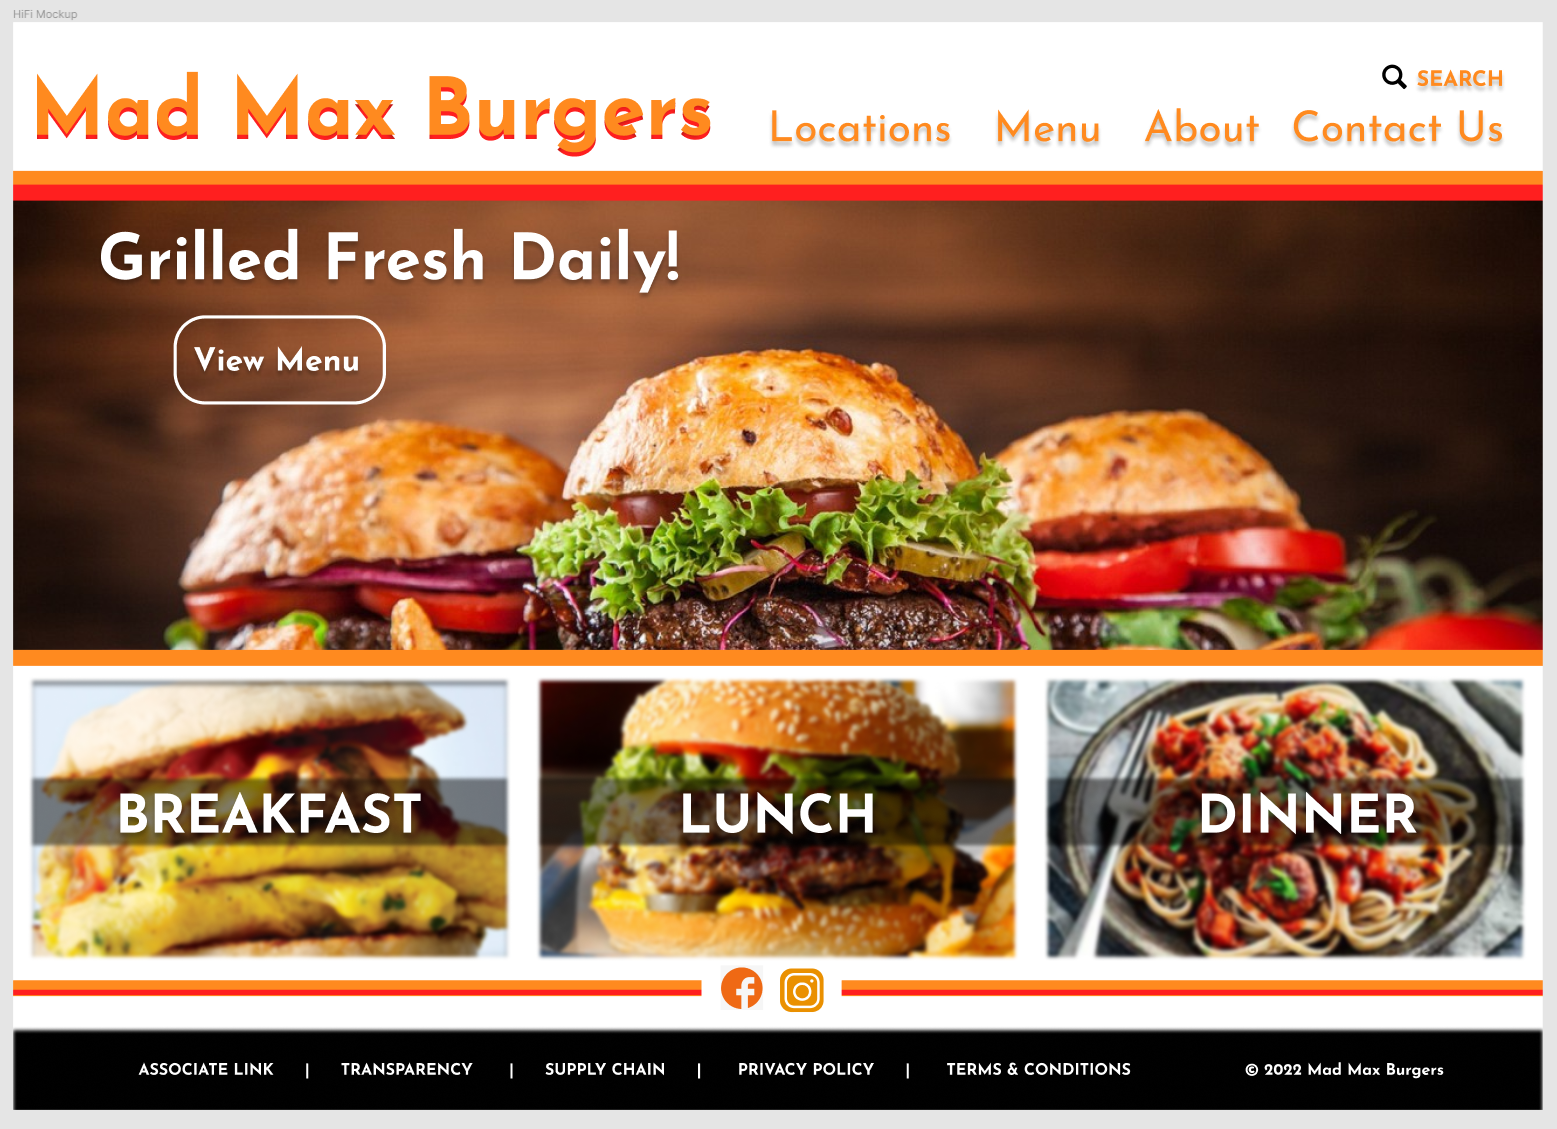 HiFi Mockup
Mad Max Burgers
SEARCH
Locations Menu About Contact Us
Grilled Fresh Daily!
View Menu
BREAKFAST LUNCH DINNER
ASSOCIATE LINK | TRANSPARENCY | SUPPLY CHAIN | PRIVACY POLICY | TERMS & CONDITIONS © 2022 Mad Max Burgers